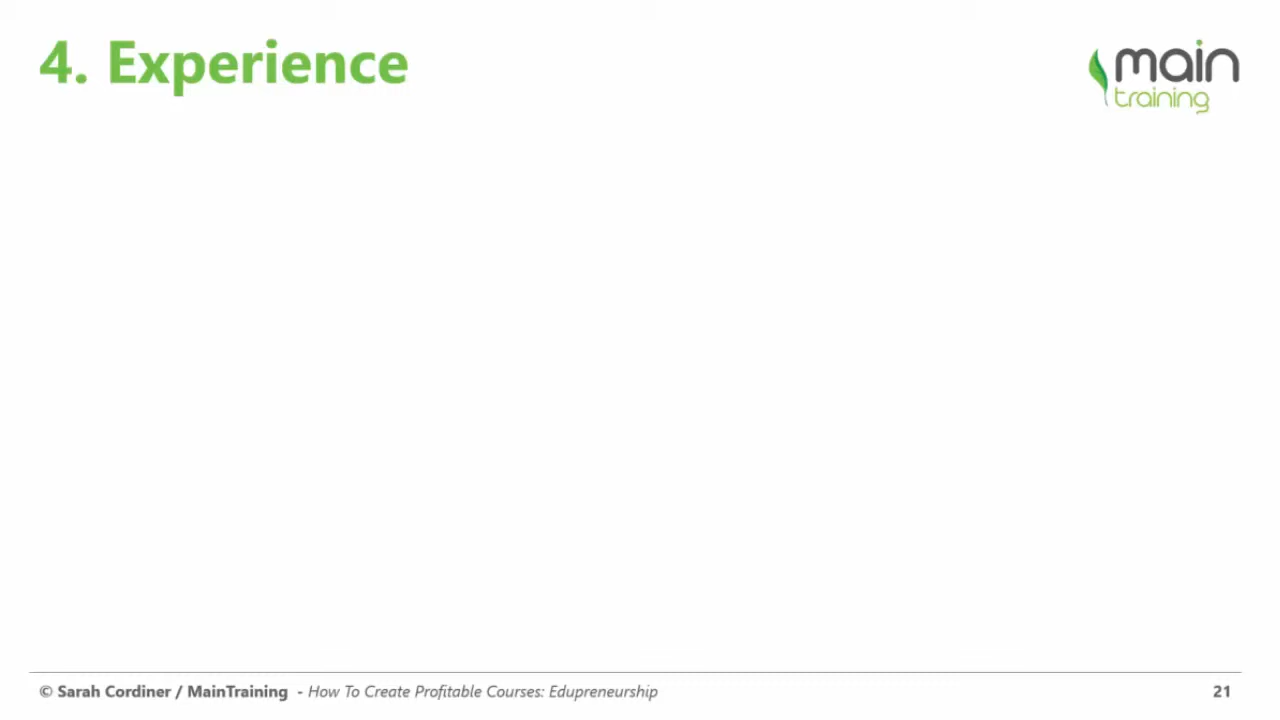 4. Experience
main
training
© Sarah Cordiner / MainTraining - How To Create Profitable Courses: Edupreneurship
21